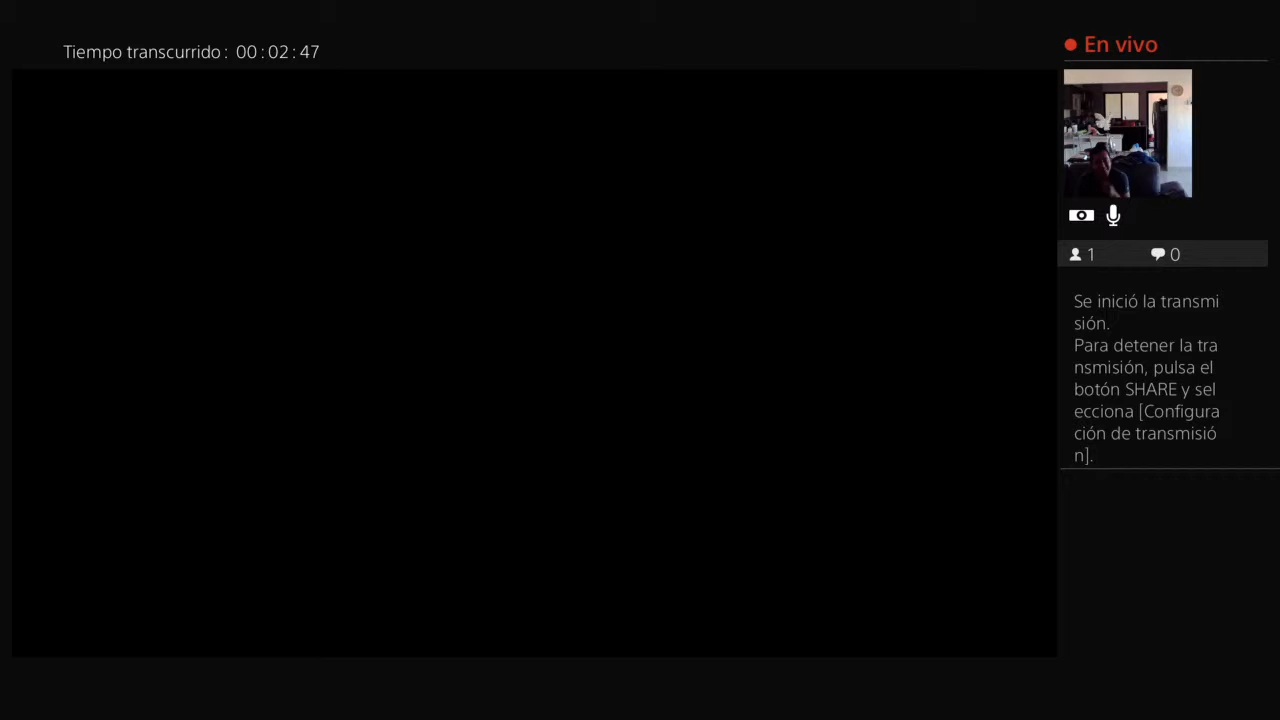 Tiempo transcurrido: 00:02:47
En vivo
1 0
Se inició la transmi
sión.
Para detener la tra
nsmisión, pulsa el
botón SHARE y sel
ecciona [Configura
ción de transmisió
n].